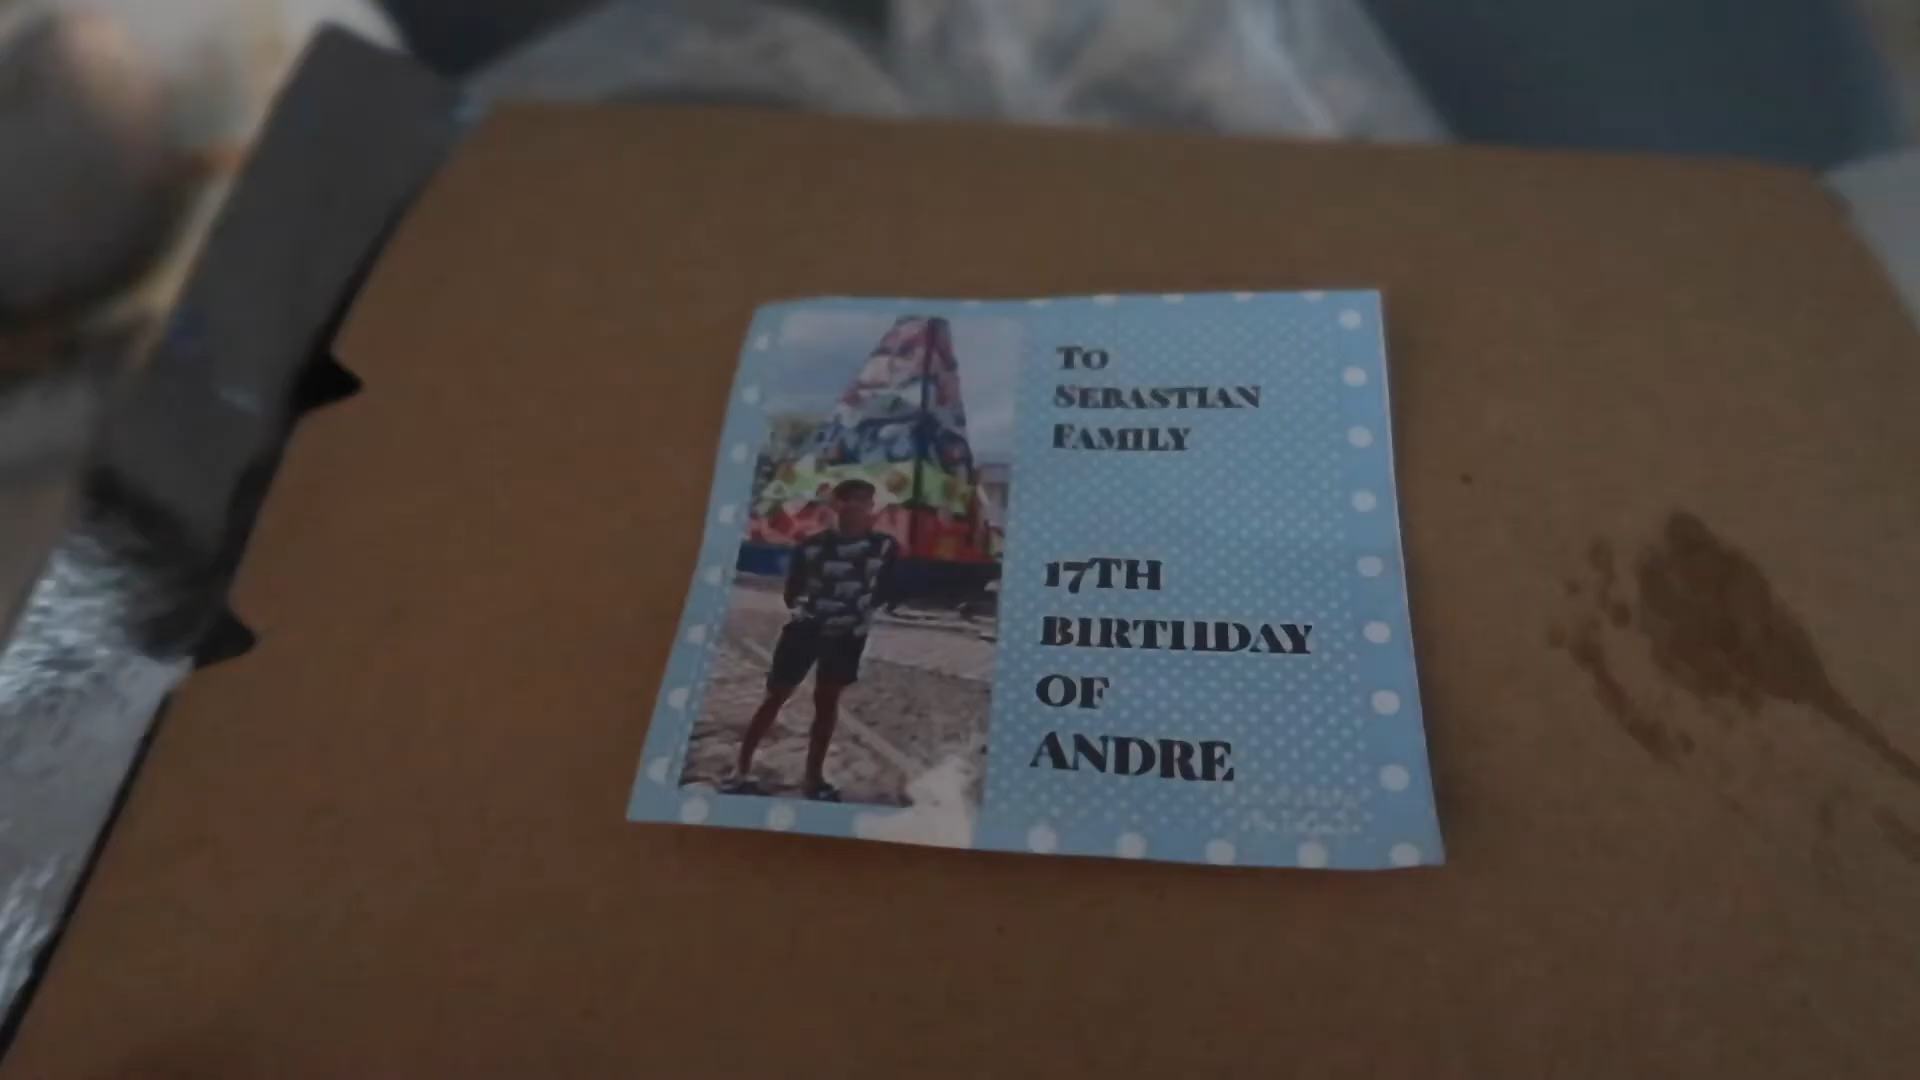 TO
SEBASTIAN
FAMILY
17TH
BIRTHDAY
OF
ANDRE